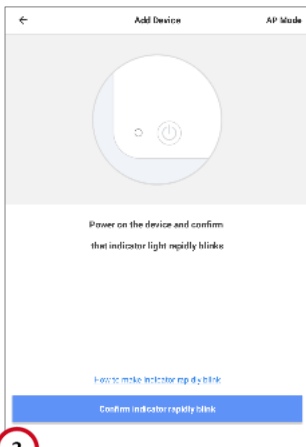 ← Add Device AP Mode
Power on the device and confirm
that indicator light rapidly blinks
How to make indicator rapidly blink
Confirm indicator rapidly blink